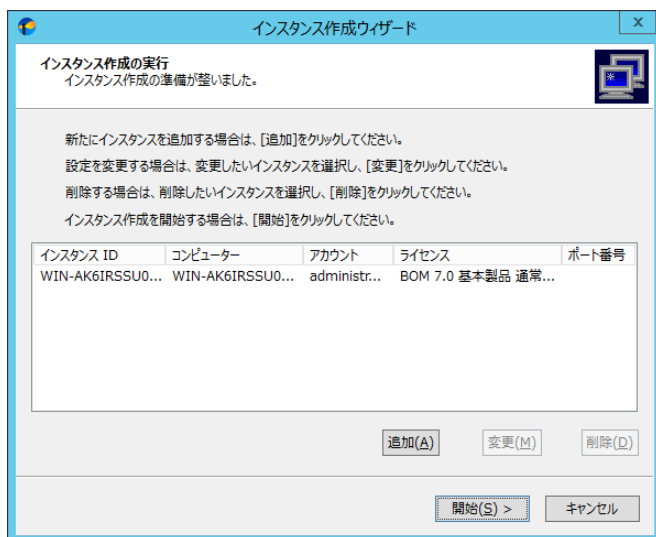 インスタンス作成ウィザード
x
インスタンス作成の実行
インスタンス作成の準備が整いました。
新たにインスタンスを追加する場合は、[追加]をクリックしてください。
設定を変更する場合は、変更したいインスタンスを選択し、[変更]をクリックしてください。
削除する場合は、削除したいインスタンスを選択し、[削除]をクリックしてください。
インスタンス作成を開始する場合は、[開始]をクリックしてください。
インスタンス ID コンピューター アカウント ライセンス ポート番号
WIN-AK6IRSSU0... WIN-AK6IRSSU0... administr... BOM 7.0 基本製品 通常...
追加(A) 変更(M) 削除(D)
開始(S) > キャンセル